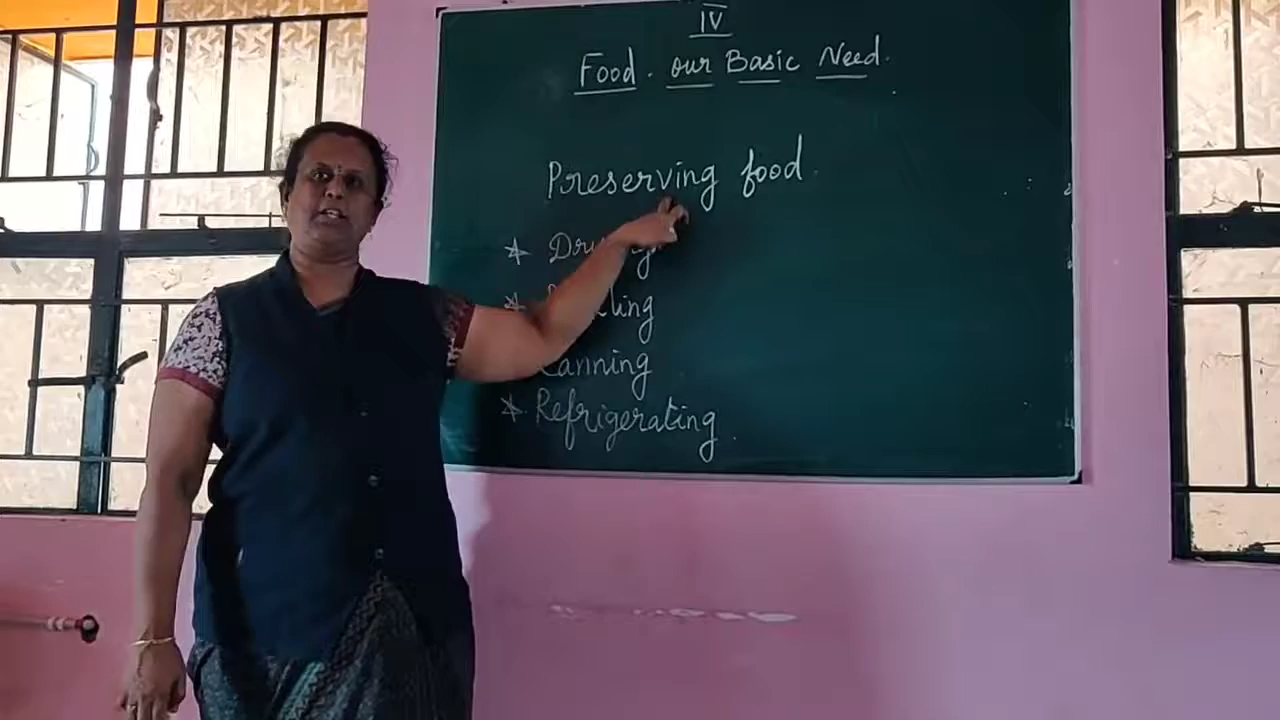 IV
Food. our Basic Need.
Preserving food.
*
*
Canning
* Refrigerating.